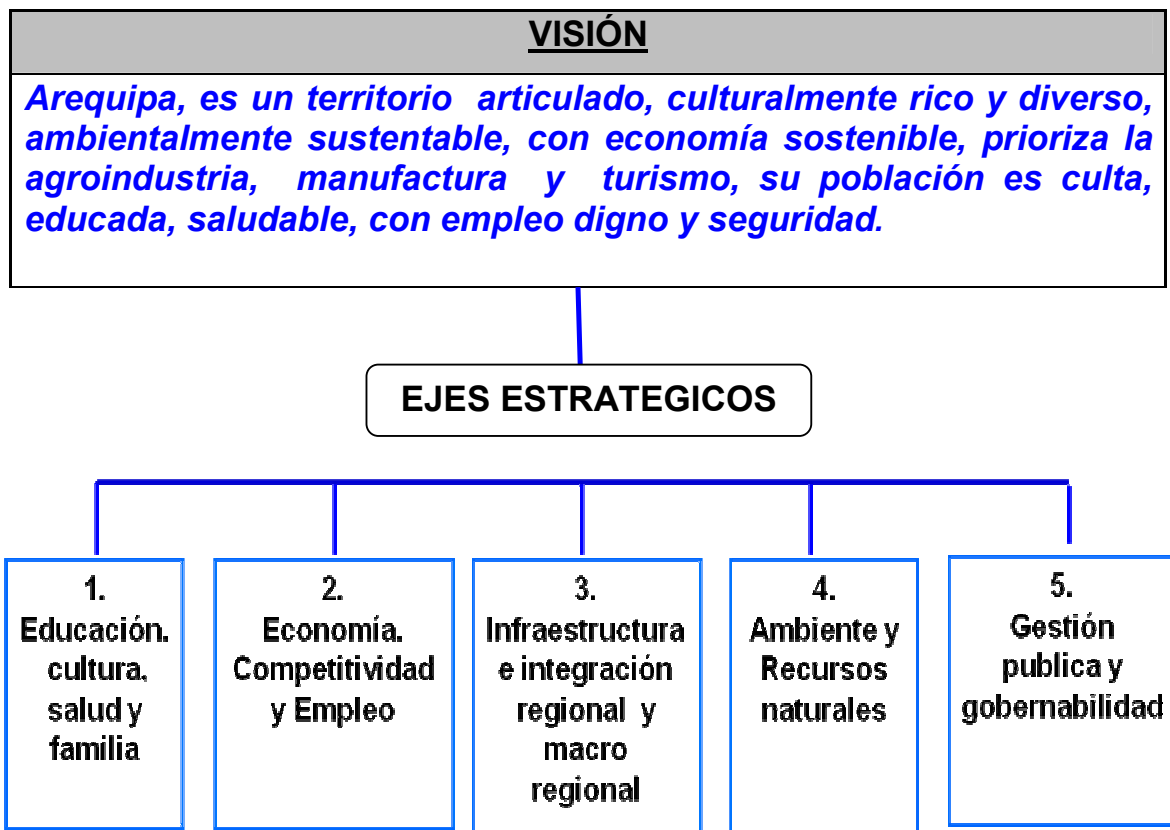 VISIÓN
Arequipa, es un territorio articulado, culturalmente rico y diverso,
ambientalmente sustentable, con economía sostenible, prioriza la
agroindustria, manufactura y turismo, su población es culta,
educada, saludable, con empleo digno y seguridad.
EJES ESTRATEGICOS
1.
Educación.
cultura,
salud y
família
2.
Economía.
Competitividad
y Empleo
3.
Infraestructura
e integración
regional y
macro
regional
4.
Ambiente y
Recursos
naturales
5.
Gestión
publica y
gobernabilidad